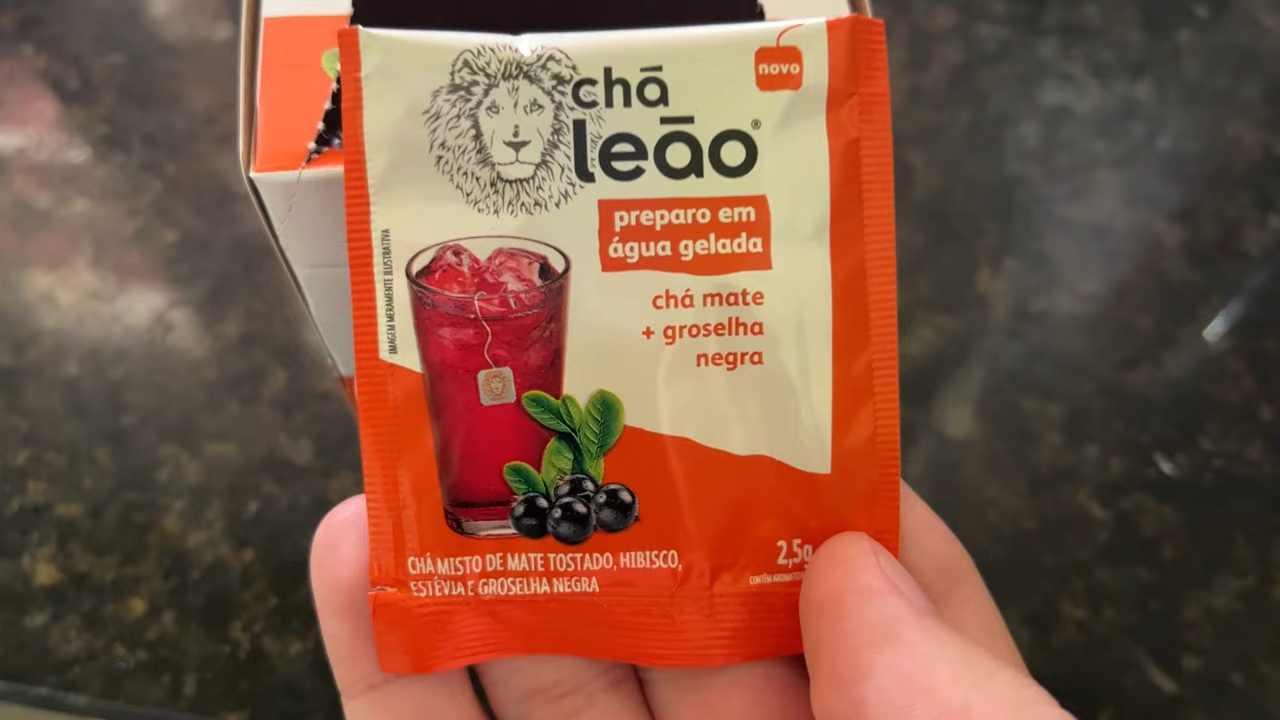 novo
chá
leão®
preparo em
água gelada
chá mate
+ groselha
negra
IMAGEM MERAMENTE ILUSTRATIVA
CHÁ MISTO DE MATE TOSTADO, HIBISCO,
ESTÉVIA E GROSELHA NEGRA
2,5g
CONTÉM